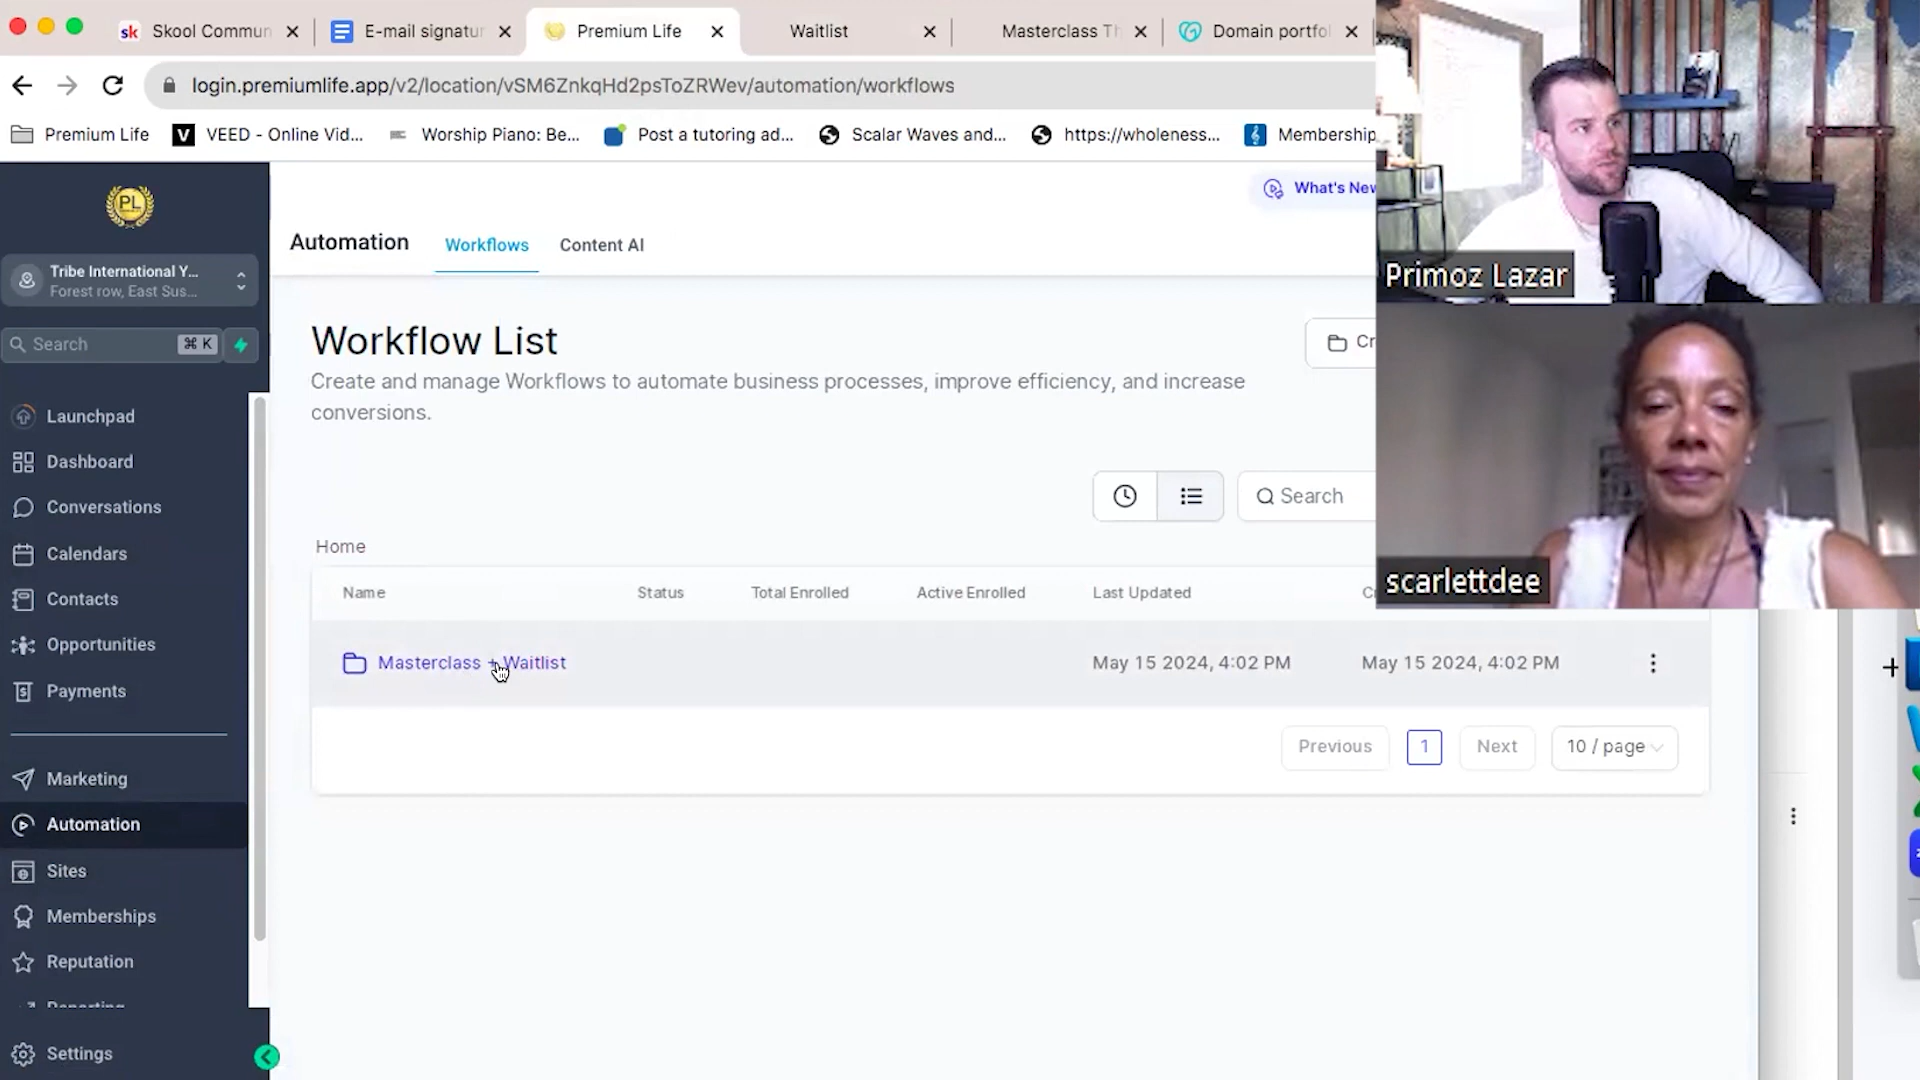 sk Skool Commun
E-mail signatur
Premium Life
Waitlist
Masterclass Th
Domain portfo
login.premiumlife.app/v2/location/vSM6ZnkqHd2psToZRWev/automation/workflows
Premium Life
V VEED - Online Vid...
Worship Piano: Be...
Post a tutoring ad...
Scalar Waves and...
https://wholeness...
Membership
PL
Tribe International Y...
Forest row, East Sus...
Search ⌘ K
Launchpad
Dashboard
Conversations
Calendars
Contacts
Opportunities
Payments
Marketing
Automation
Sites
Memberships
Reputation
Reporting
Settings
What's New
Automation Workflows Content AI
Workflow List
Create and manage Workflows to automate business processes, improve efficiency, and increase
conversions.
Cr
Search
Home
Name Status Total Enrolled Active Enrolled Last Updated
Masterclass + Waitlist May 15 2024, 4:02 PM May 15 2024, 4:02 PM
Previous 1 Next 10 / page
Primoz Lazar
scarlettdee